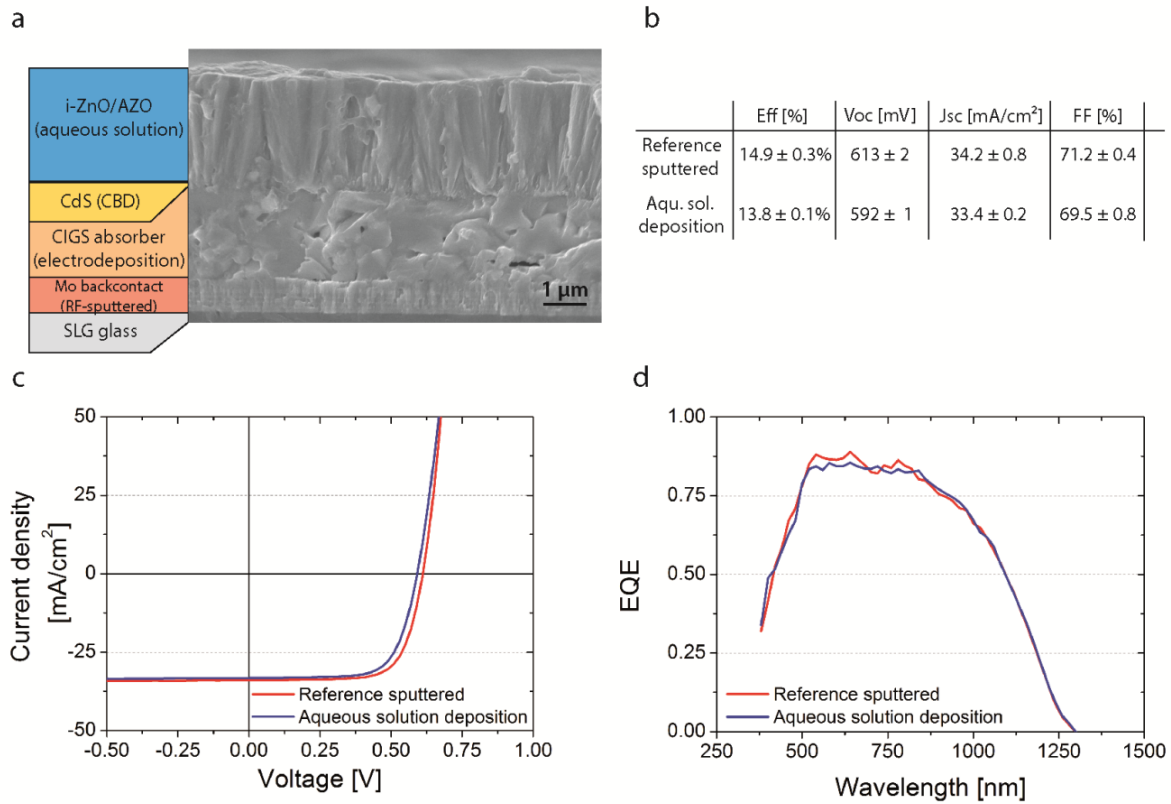 a
i-ZnO/AZO
(aqueous solution)
CdS (CBD)
CIGS absorber
(electrodeposition)
Mo backcontact
(RF-sputtered)
SLG glass
1 µm
b
Eff [%] Voc [mV] Jsc [mA/cm²] FF [%]
Reference
sputtered 14.9 ± 0.3% 613 ± 2 34.2 ± 0.8 71.2 ± 0.4
Aqu. sol.
deposition 13.8 ± 0.1% 592 ± 1 33.4 ± 0.2 69.5 ± 0.8
c
Current density
[mA/cm²]
50
25
0
-25
-50
Reference sputtered
Aqueous solution deposition
-0.50 -0.25 0.00 0.25 0.50 0.75 1.00
Voltage [V]
d
EQE
1.00
0.75
0.50
0.25
0.00
Reference sputtered
Aqueous solution deposition
250 500 750 1000 1250 1500
Wavelength [nm]